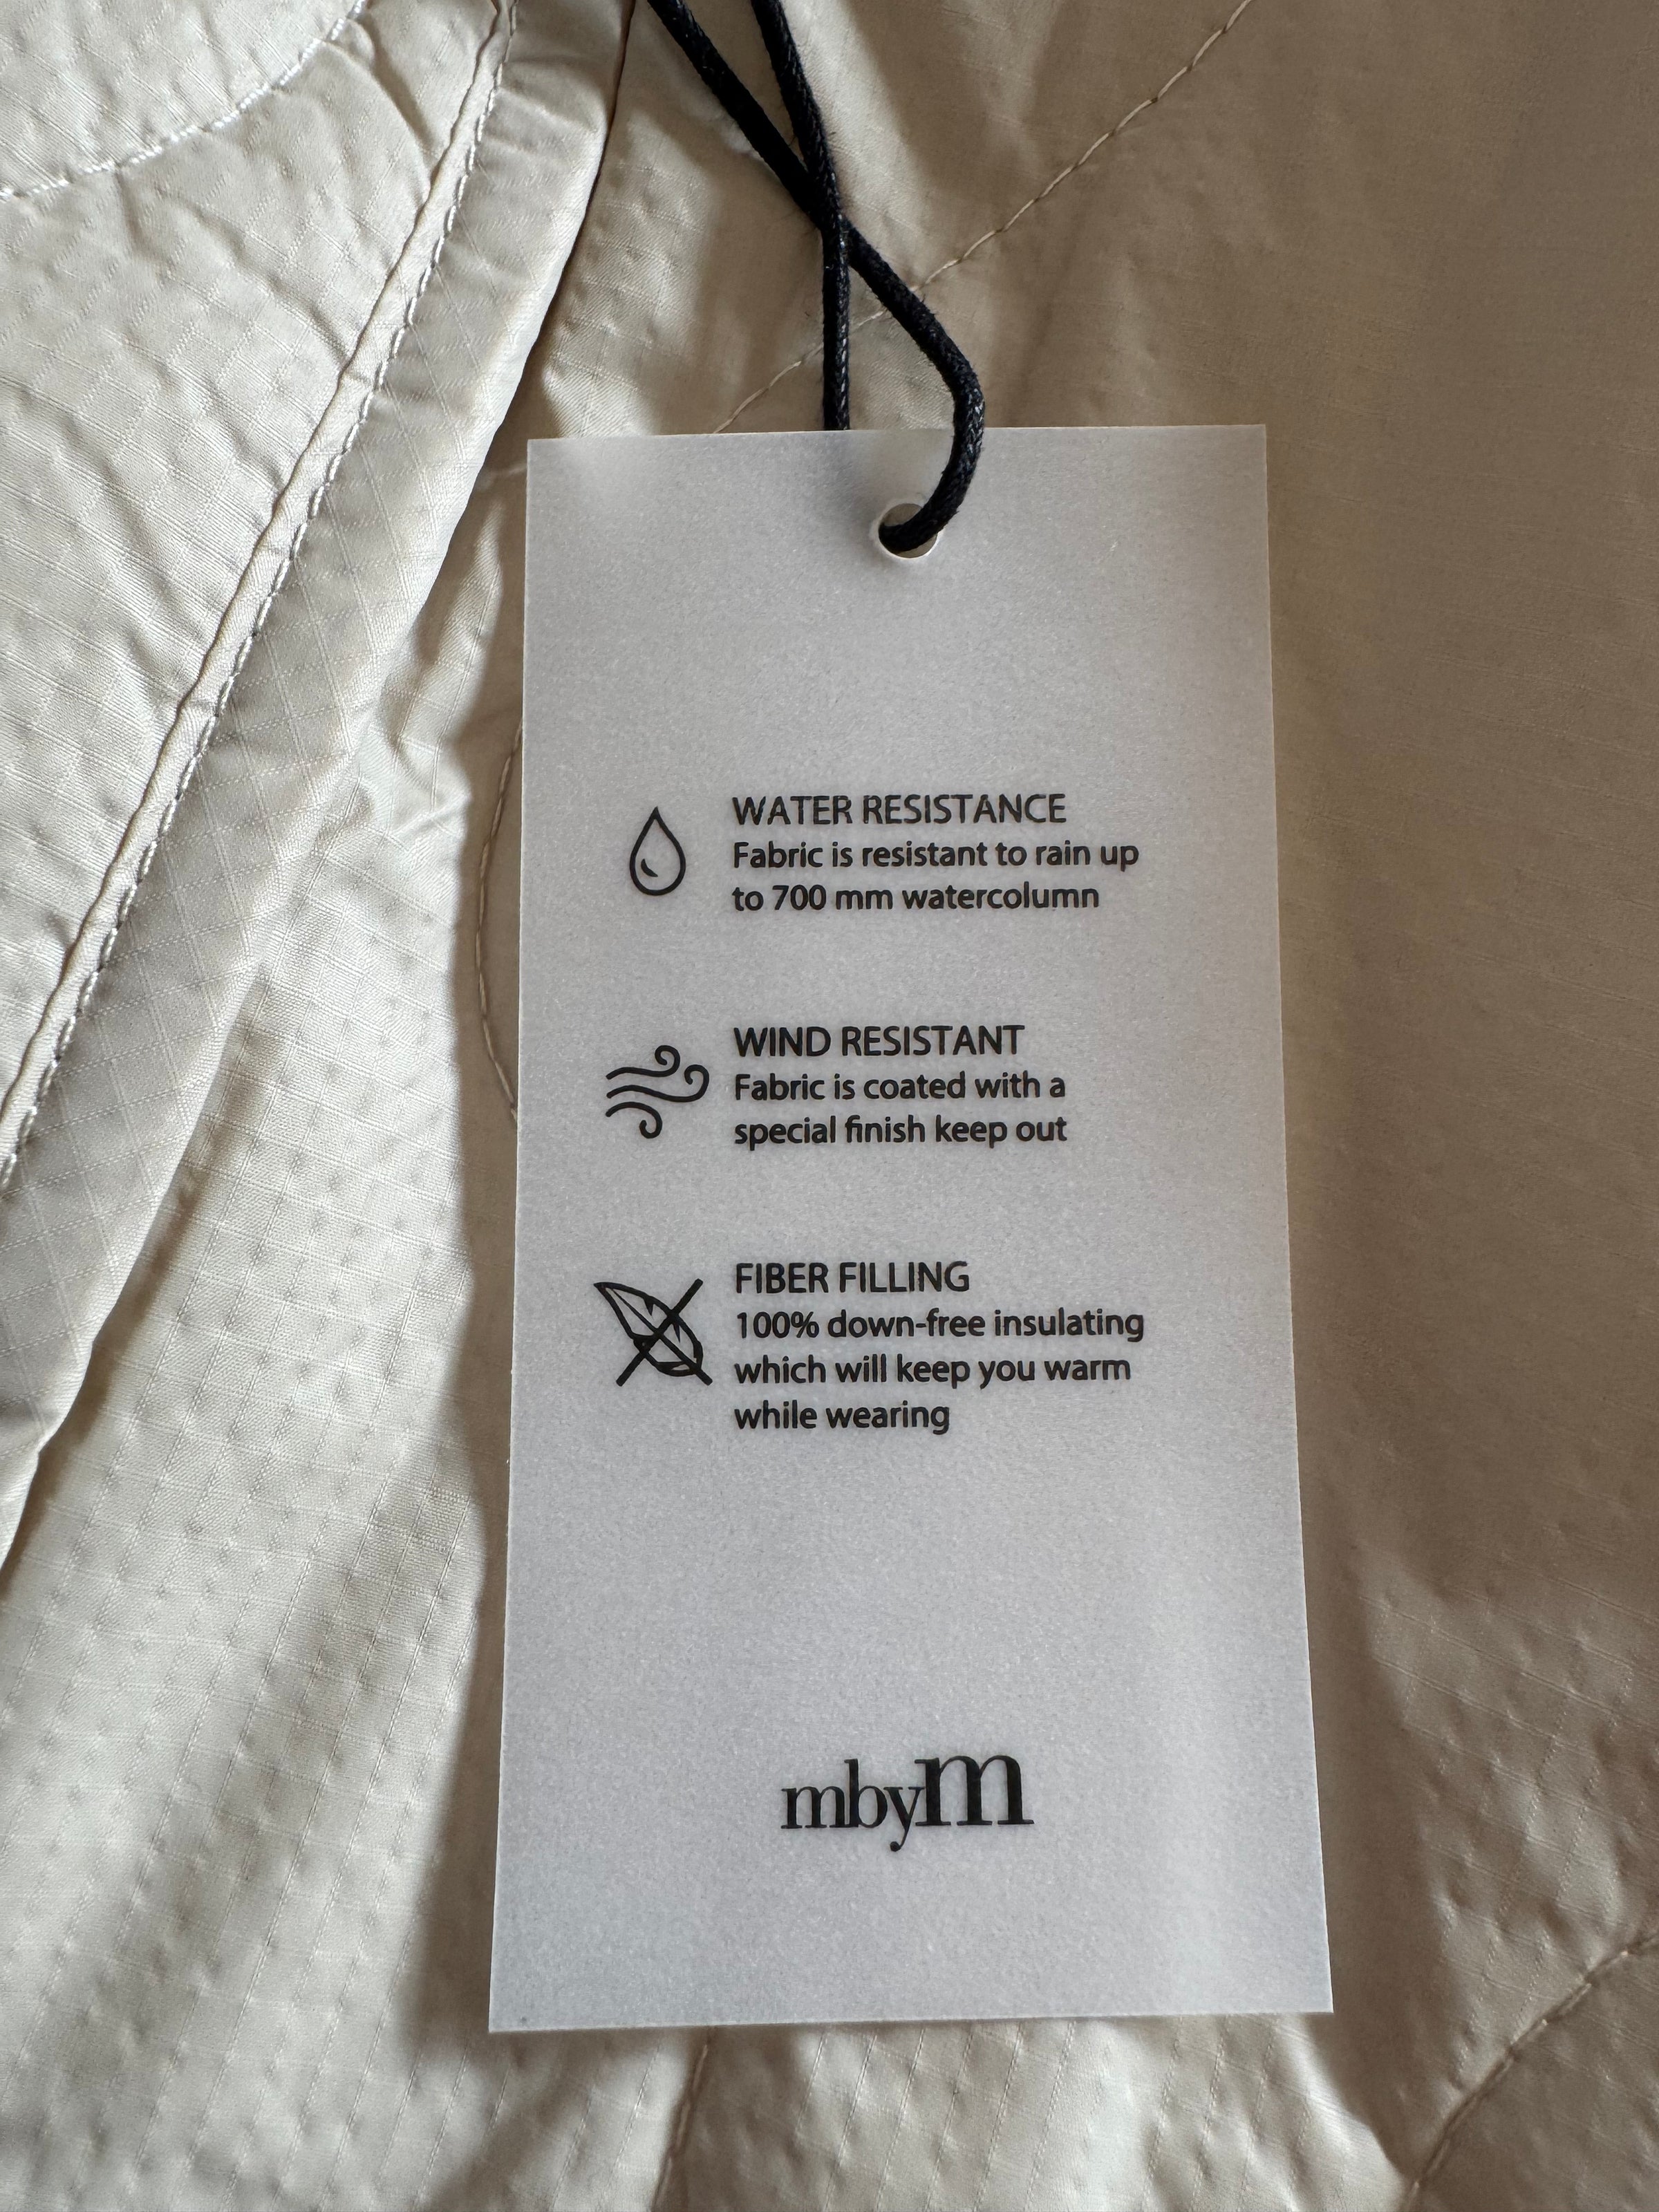 WATER RESISTANCE
Fabric is resistant to rain up
to 700 mm watercolumn
WIND RESISTANT
Fabric is coated with a
special finish keep out
FIBER FILLING
100% down-free insulating
which will keep you warm
while wearing
mbym